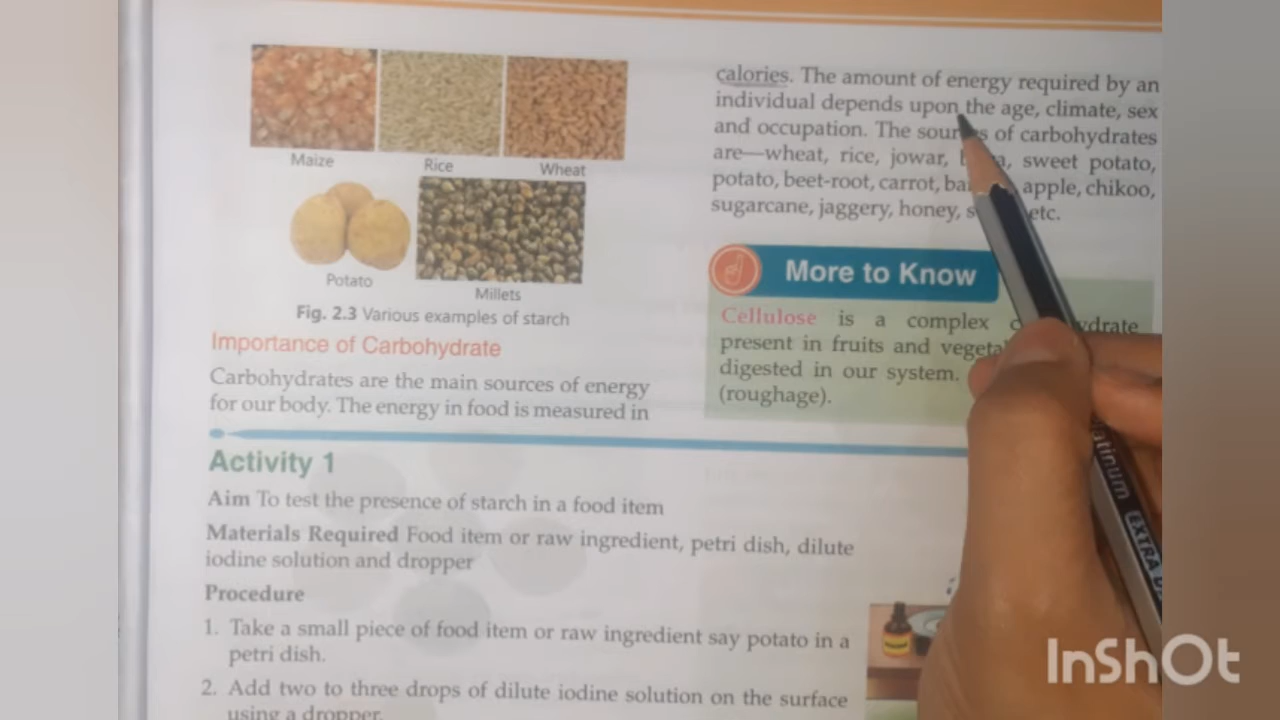 Maize
Rice
Wheat
Potato
Millets
Fig. 2.3 Various examples of starch
Importance of Carbohydrate
Carbohydrates are the main sources of energy
for our body. The energy in food is measured in
calories. The amount of energy required by an
individual depends upon the age, climate, sex
and occupation. The of carbohydrates
are—wheat, rice, jowar, sweet potato,
potato, beet-root, carrot, apple, chikoo,
sugarcane, jaggery, honey, etc.
More to Know
Cellulose is a complex
present in fruits and
digested in our system.
(roughage).
Activity 1
Aim To test the presence of starch in a food item
Materials Required Food item or raw ingredient, petri dish, dilute
iodine solution and dropper
Procedure
1. Take a small piece of food item or raw ingredient say potato in a
petri dish.
2. Add two to three drops of dilute iodine solution on the surface
using a dropper.
EXTRA
InShOt